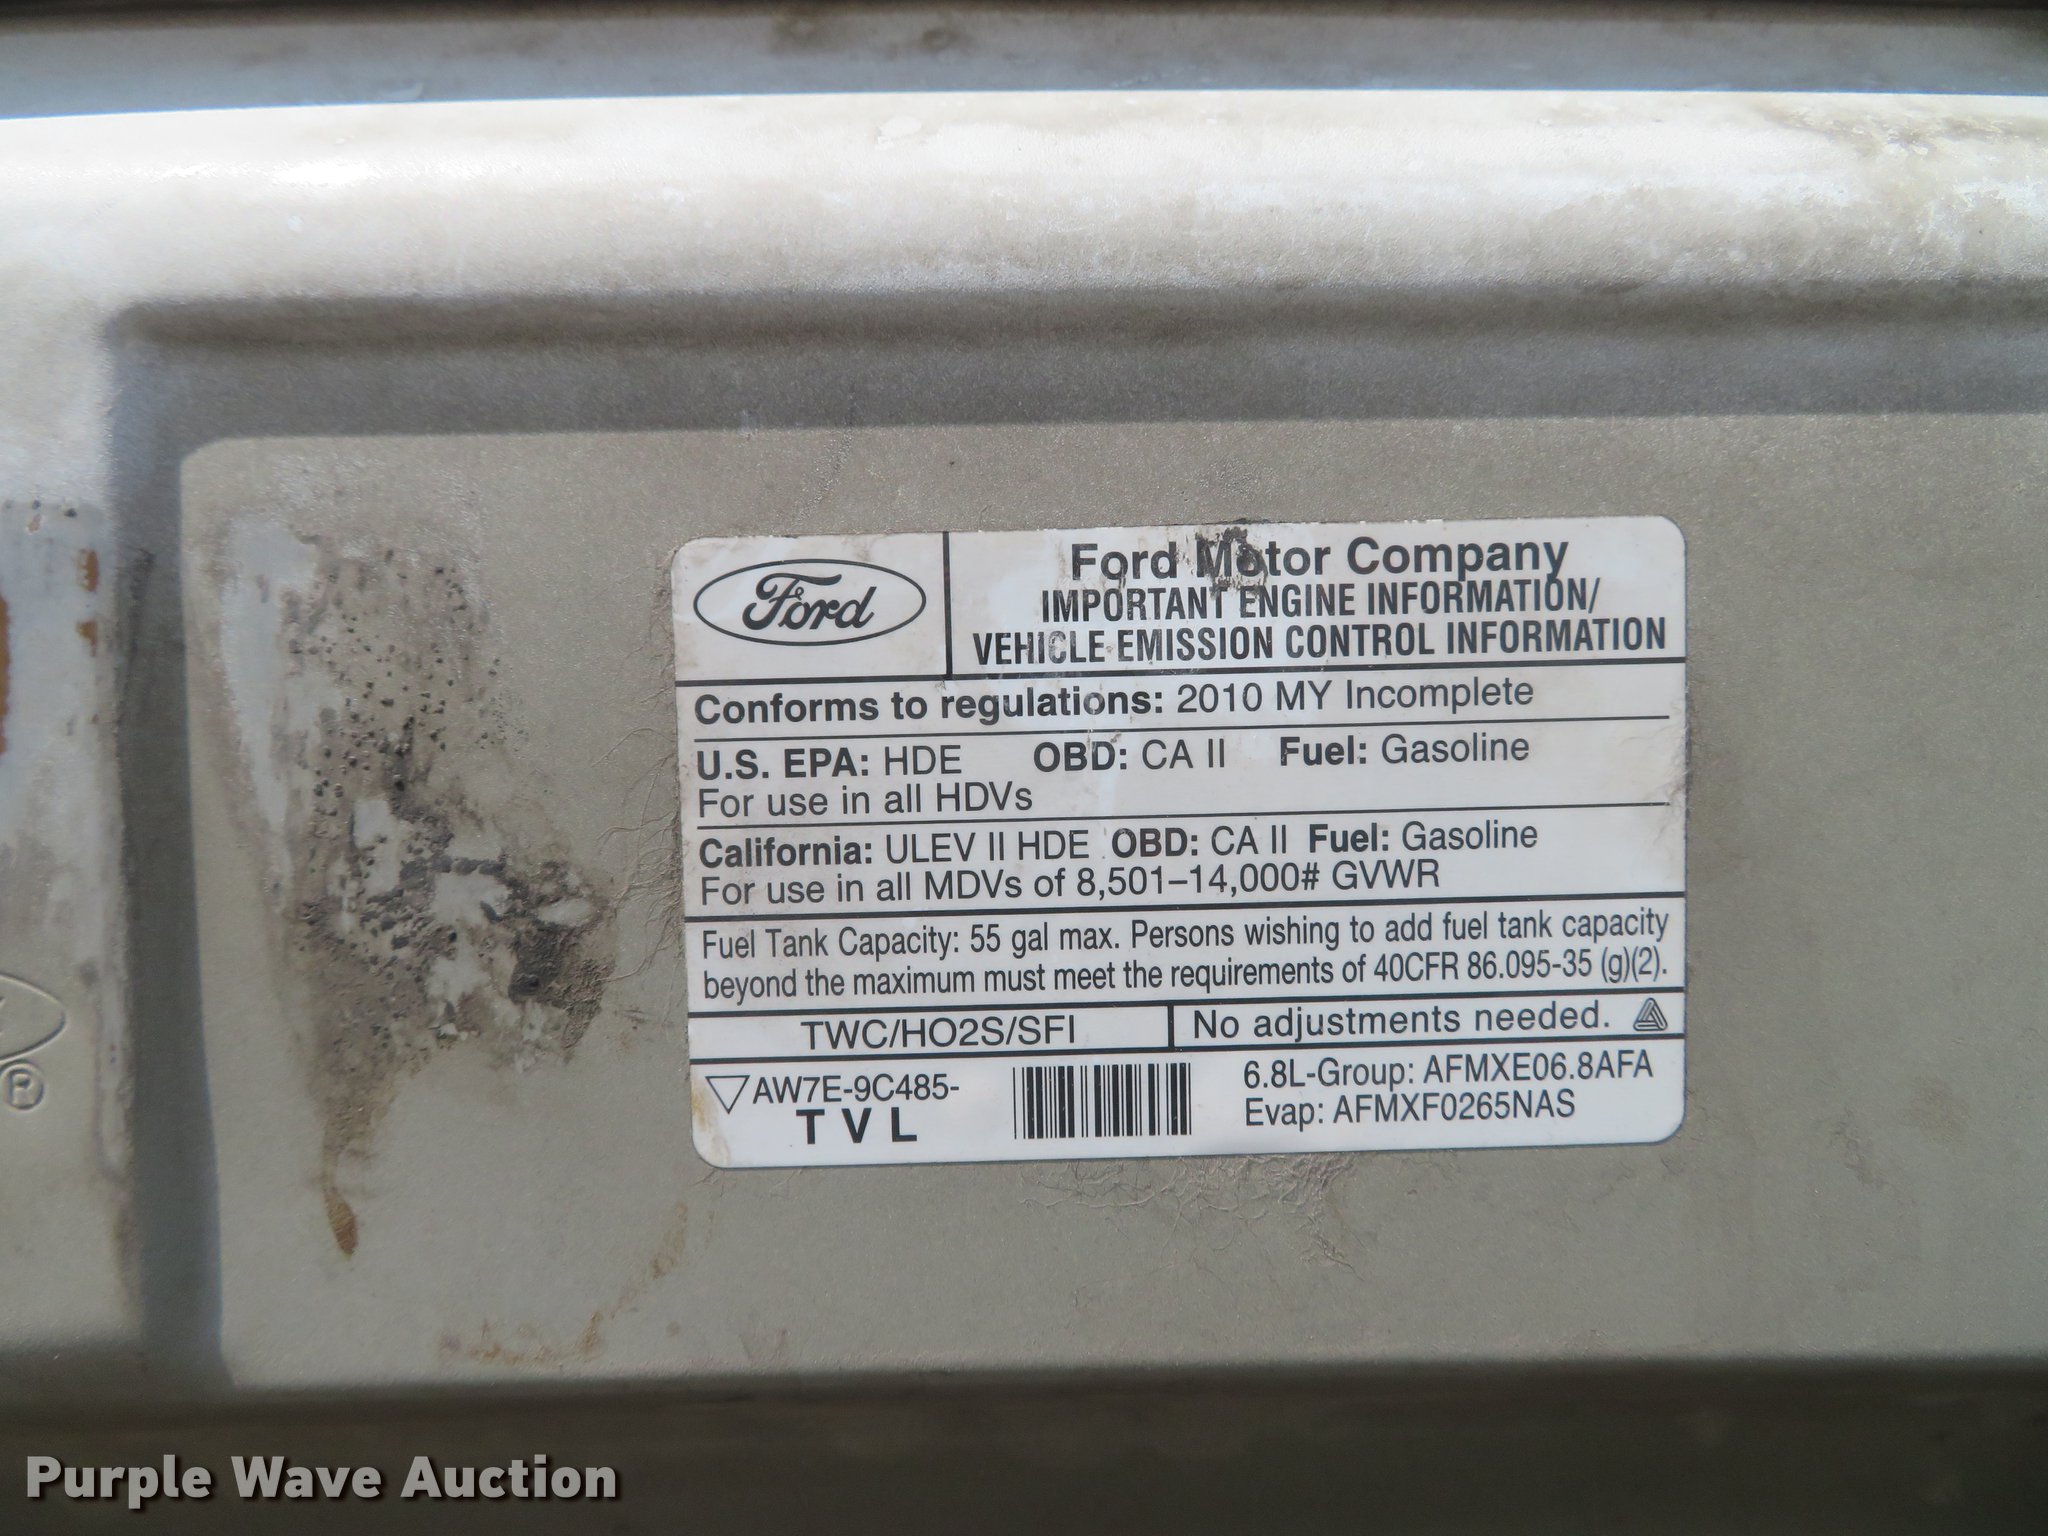 Ford
Ford Motor Company
IMPORTANT ENGINE INFORMATION/
VEHICLE EMISSION CONTROL INFORMATION
Conforms to regulations: 2010 MY Incomplete
U.S. EPA: HDE OBD: CA II Fuel: Gasoline
For use in all HDVs
California: ULEV II HDE OBD: CA II Fuel: Gasoline
For use in all MDVs of 8,501–14,000# GVWR
Fuel Tank Capacity: 55 gal max. Persons wishing to add fuel tank capacity
beyond the maximum must meet the requirements of 40CFR 86.095-35 (g)(2).
TWC/HO2S/SFI No adjustments needed.
AW7E-9C485-
TVL
6.8L-Group: AFMXE06.8AFA
Evap: AFMXF0265NAS
®
Purple Wave Auction